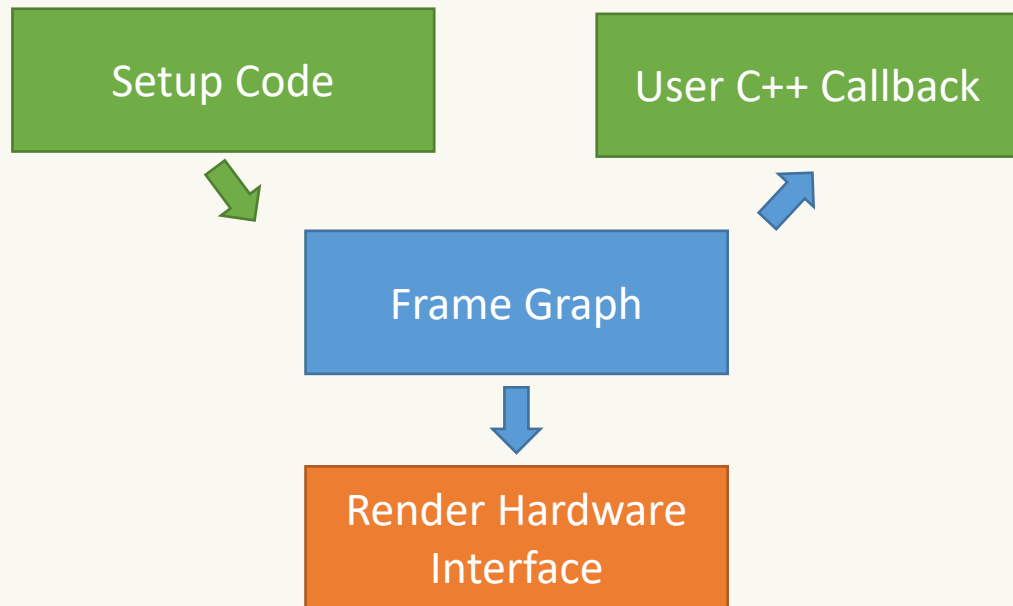 Setup Code
User C++ Callback
Frame Graph
Render Hardware
Interface